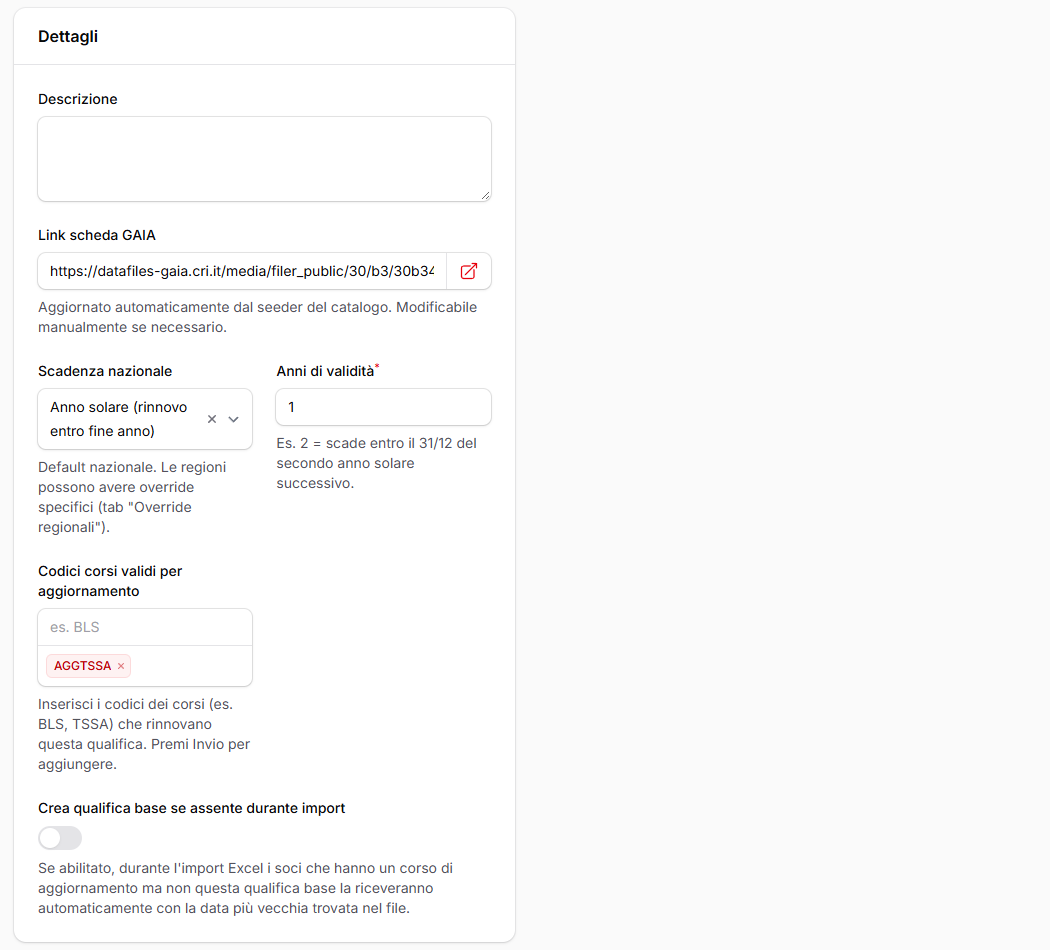 Dettagli
Descrizione
Link scheda GAIA
https://datafiles-gaia.cri.it/media/filer_public/30/b3/30b34
Aggiornato automaticamente dal seeder del catalogo. Modificabile
manualmente se necessario.
Scadenza nazionale
Anno solare (rinnovo
entro fine anno)
Default nazionale. Le regioni
possono avere override
specifici (tab "Override
regionali").
Anni di validità*
1
Es. 2 = scade entro il 31/12 del
secondo anno solare
successivo.
Codici corsi validi per
aggiornamento
es. BLS
AGGTSSA ×
Inserisci i codici dei corsi (es.
BLS, TSSA) che rinnovano
questa qualifica. Premi Invio per
aggiungere.
Crea qualifica base se assente durante import
Se abilitato, durante l'import Excel i soci che hanno un corso di
aggiornamento ma non questa qualifica base la riceveranno
automaticamente con la data più vecchia trovata nel file.